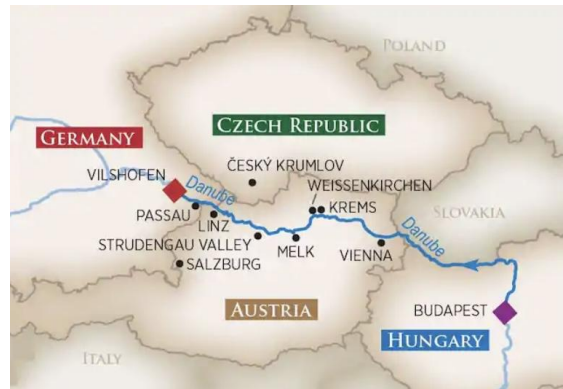 POLAND
GERMANY
CZECH REPUBLIC
VILSHOFEN
Danube
ČESKÝ KRUMLOV
WEISSENKIRCHEN
PASSAU
KREMS
LINZ
SLOVAKIA
STRUDENGAU VALLEY
MELK
VIENNA
Danube
SALZBURG
AUSTRIA
BUDAPEST
HUNGARY
ITALY